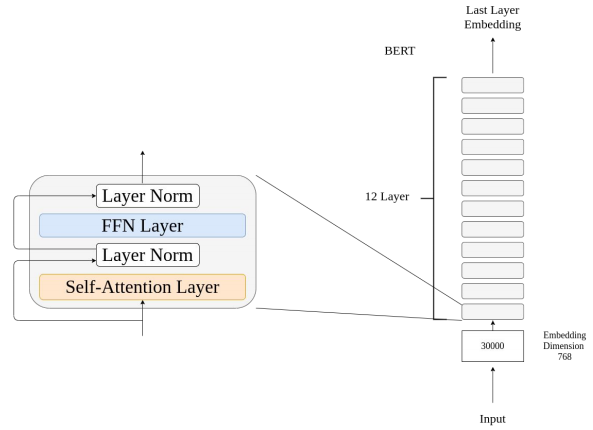 Last Layer
Embedding
BERT
12 Layer
Layer Norm
FFN Layer
Layer Norm
Self-Attention Layer
30000
Embedding
Dimension
768
Input